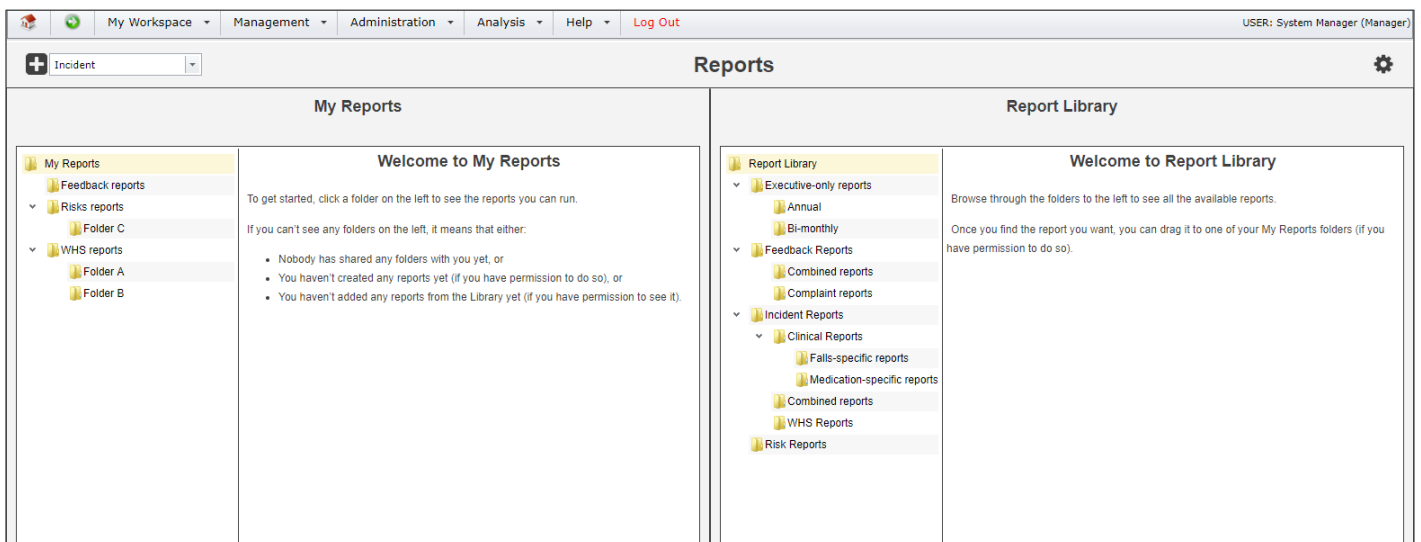 My Workspace Management Administration Analysis Help Log Out USER: System Manager (Manager)
Incident
Reports
My Reports
My Reports
Feedback reports
Risks reports
Folder C
WHS reports
Folder A
Folder B
Welcome to My Reports
To get started, click a folder on the left to see the reports you can run.
If you can't see any folders on the left, it means that either:
• Nobody has shared any folders with you yet, or
• You haven't created any reports yet (if you have permission to do so), or
• You haven't added any reports from the Library yet (if you have permission to see it).
Report Library
Report Library
Executive-only reports
Annual
Bi-monthly
Feedback Reports
Combined reports
Complaint reports
Incident Reports
Clinical Reports
Falls-specific reports
Medication-specific reports
Combined reports
WHS Reports
Risk Reports
Welcome to Report Library
Browse through the folders to the left to see all the available reports.
Once you find the report you want, you can drag it to one of your My Reports folders (if you
have permission to do so).